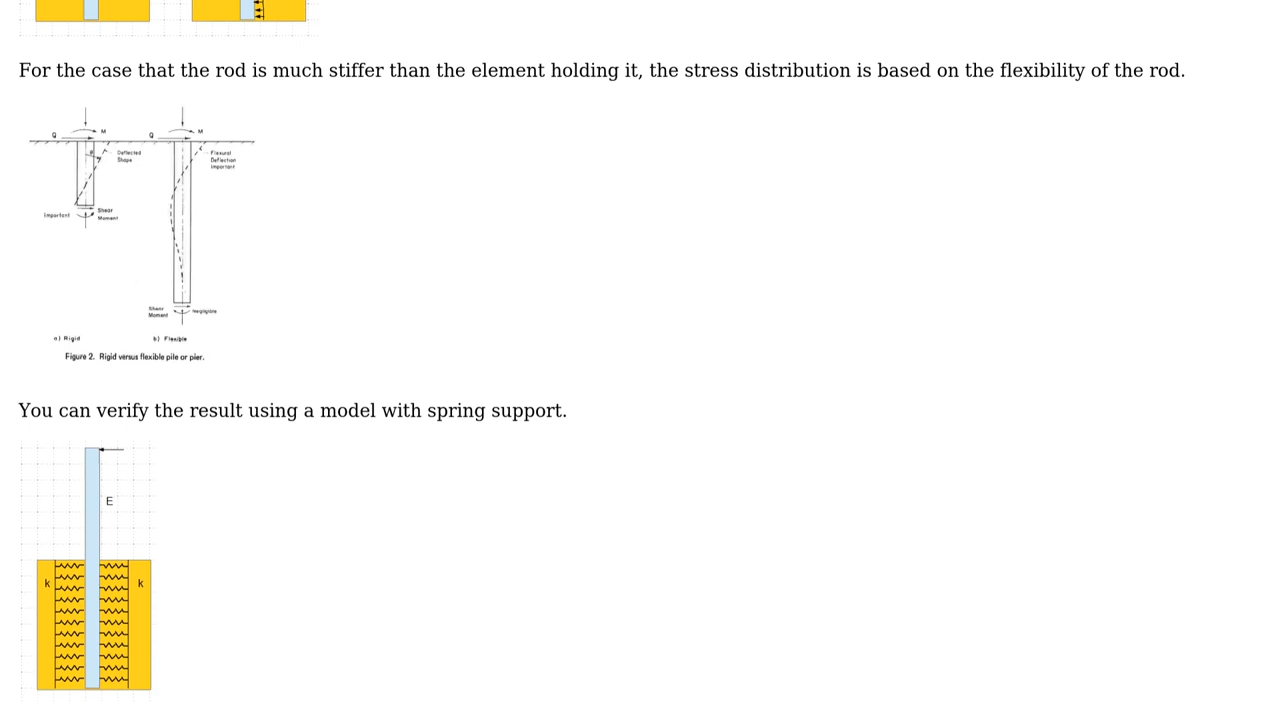 For the case that the rod is much stiffer than the element holding it, the stress distribution is based on the flexibility of the rod.
Q M Q M
Deflected
Shape
Flexural
Deflection
Important
Important
Shear
Moment
Shear
Moment
Negligible
a) Rigid b) Flexible
Figure 2. Rigid versus flexible pile or pier.
You can verify the result using a model with spring support.
E
k k